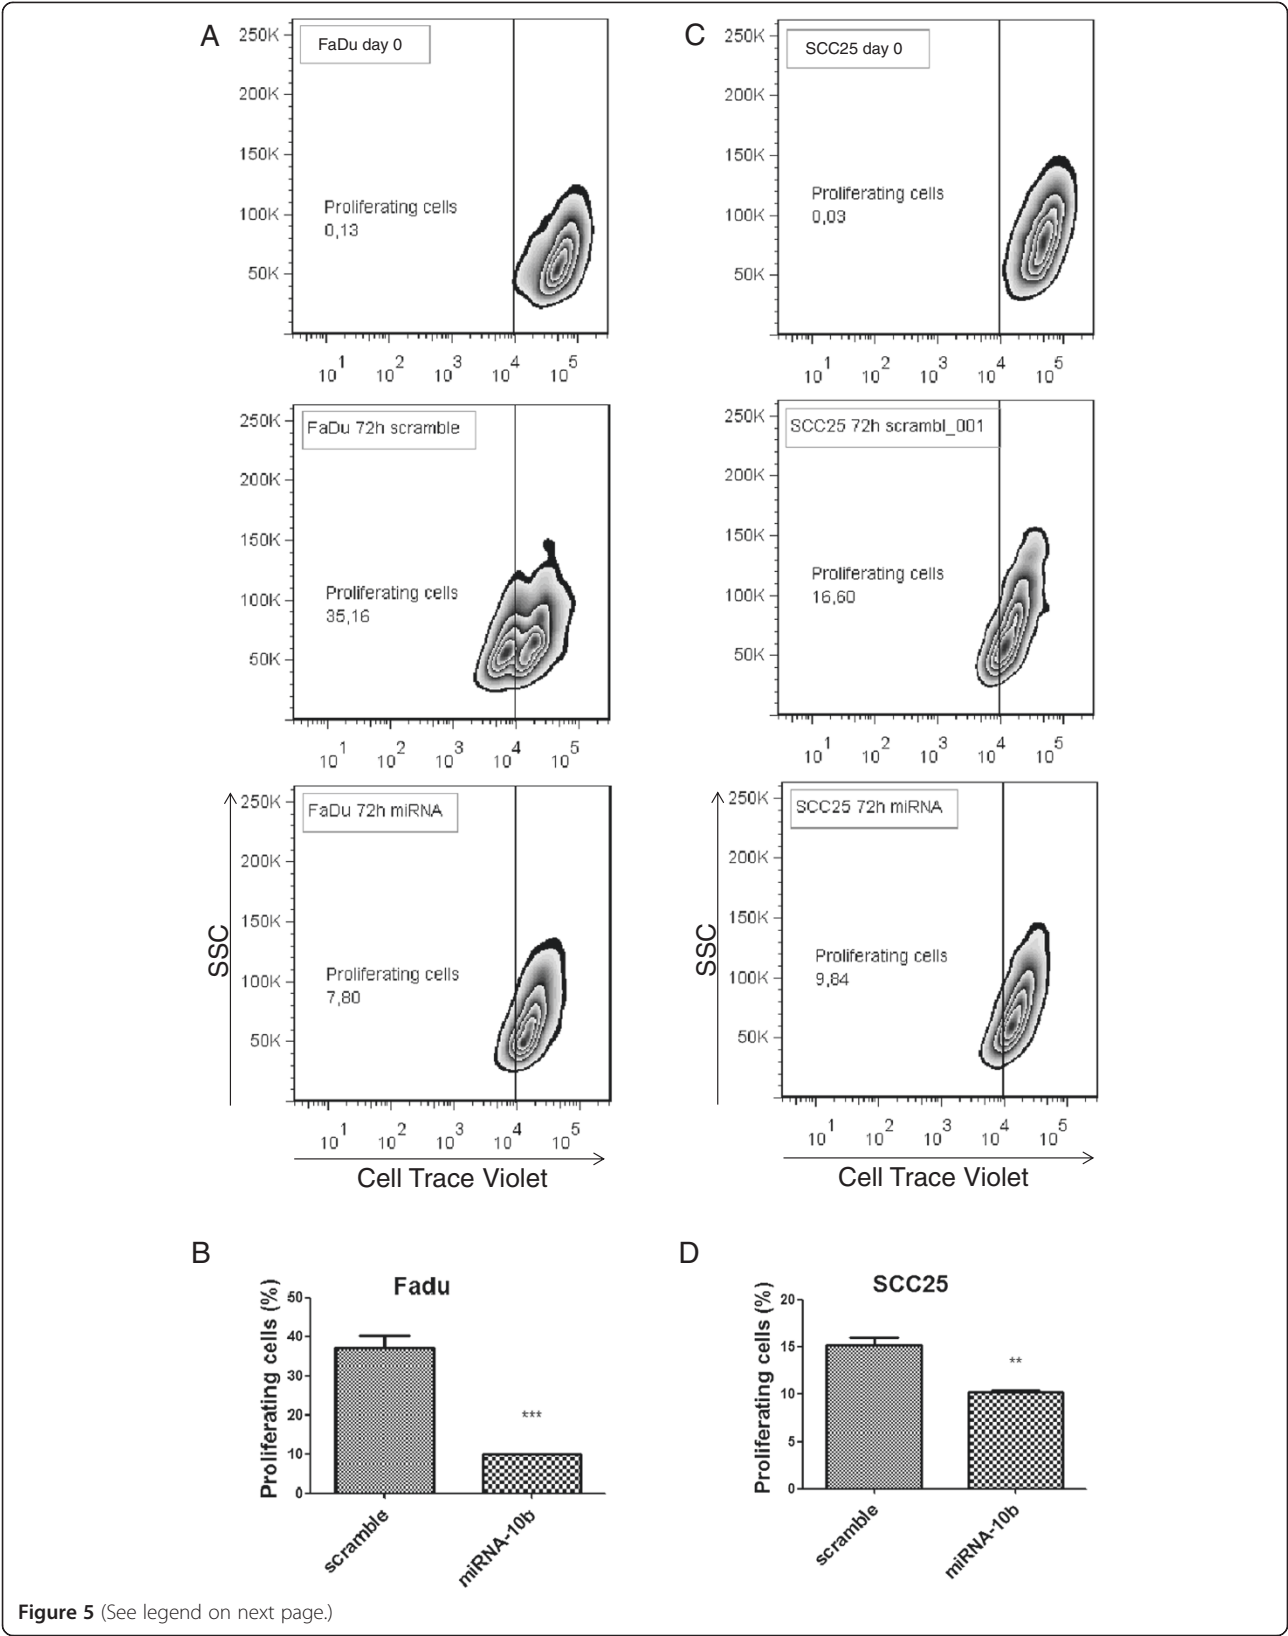 A
FaDu day 0
250K
200K
150K
100K
50K
Proliferating cells
0,13
10^1 10^2 10^3 10^4 10^5
FaDu 72h scramble
250K
200K
150K
100K
50K
Proliferating cells
35,16
10^1 10^2 10^3 10^4 10^5
FaDu 72h miRNA
250K
200K
150K
100K
50K
Proliferating cells
7,80
SSC
10^1 10^2 10^3 10^4 10^5
Cell Trace Violet
C
SCC25 day 0
250K
200K
150K
100K
50K
Proliferating cells
0,03
10^1 10^2 10^3 10^4 10^5
SCC25 72h scrambl_001
250K
200K
150K
100K
50K
Proliferating cells
16,60
10^1 10^2 10^3 10^4 10^5
SCC25 72h miRNA
250K
200K
150K
100K
50K
Proliferating cells
9,84
SSC
10^1 10^2 10^3 10^4 10^5
Cell Trace Violet
B
Fadu
Proliferating cells (%)
50
40
30
20
10
0
***
scramble
miRNA-10b
D
SCC25
Proliferating cells (%)
20
15
10
5
0
**
scramble
miRNA-10b
Figure 5 (See legend on next page.)